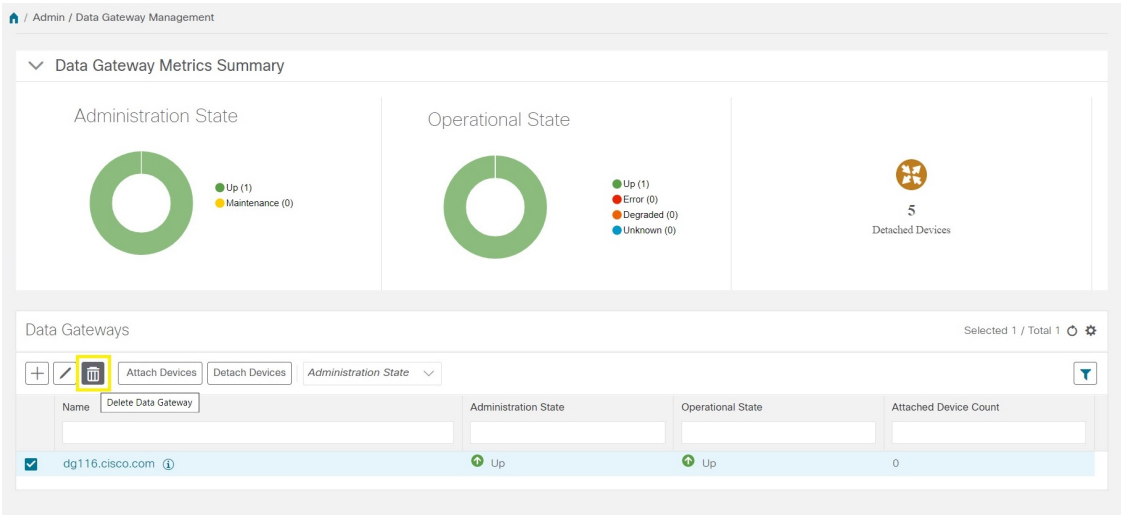 / Admin / Data Gateway Management
Data Gateway Metrics Summary
Administration State
Up (1)
Maintenance (0)
Operational State
Up (1)
Error (0)
Degraded (0)
Unknown (0)
5
Detached Devices
Data Gateways
Selected 1 / Total 1
Attach Devices
Detach Devices
Administration State
Delete Data Gateway
Name
Administration State
Operational State
Attached Device Count
dg116.cisco.com
Up
Up
0